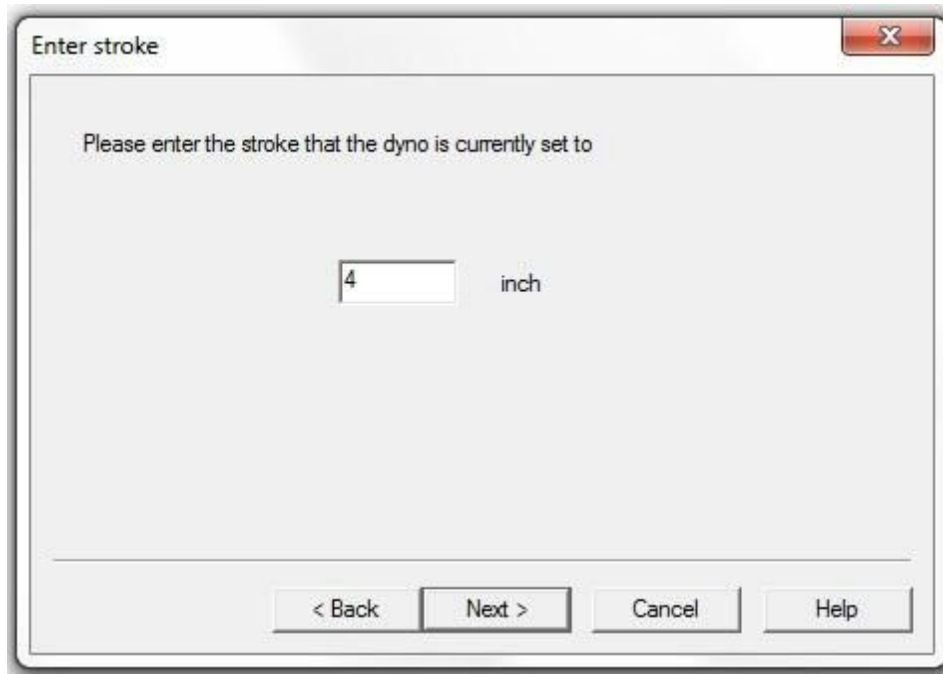 Enter stroke
Please enter the stroke that the dyno is currently set to
4 inch
< Back Next > Cancel Help